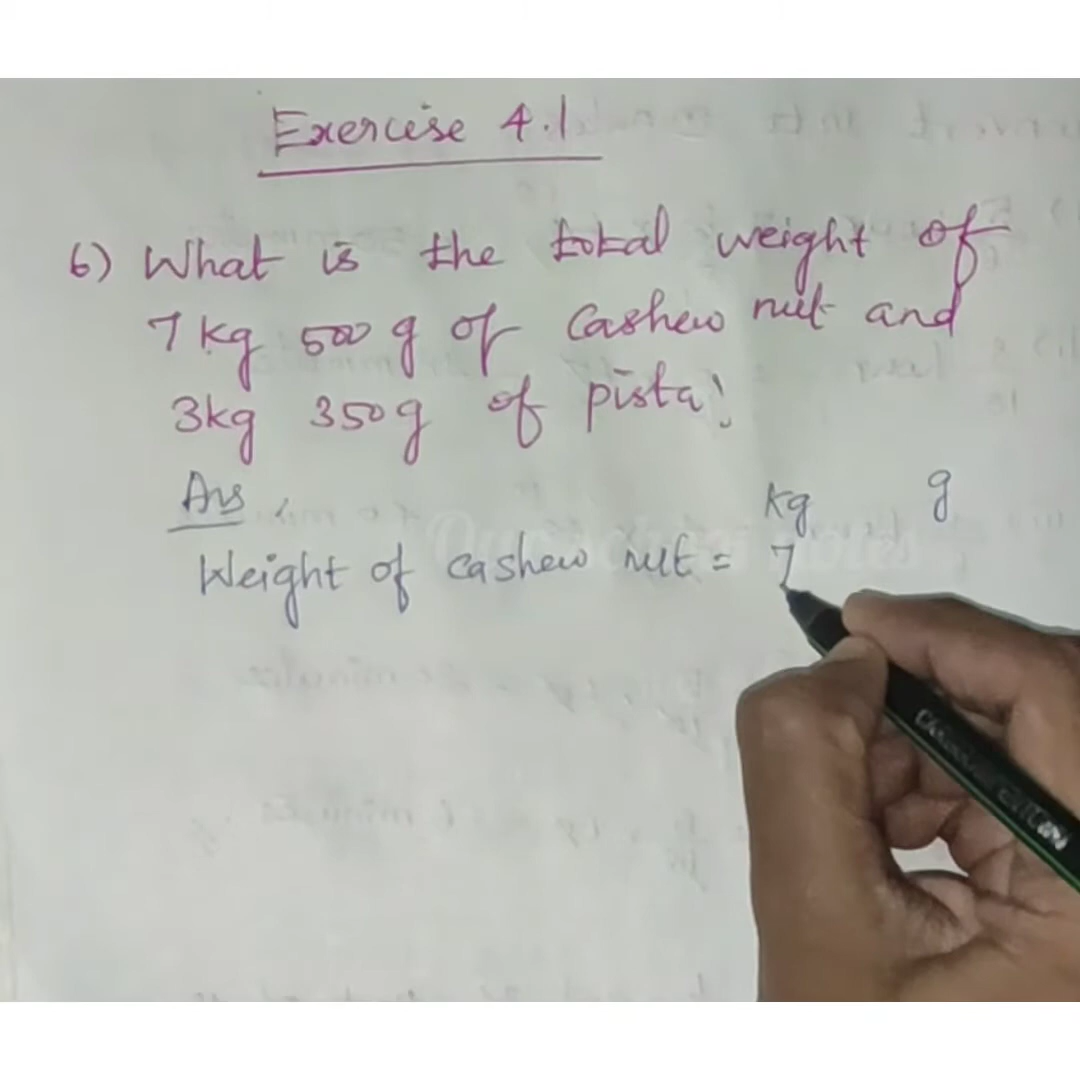 Exercise 4.1
6) What is the total weight of
7 kg 500 g of Cashew nut and
3kg 350g of pista?
Ans,
kg g
Weight of cashew nut = 7